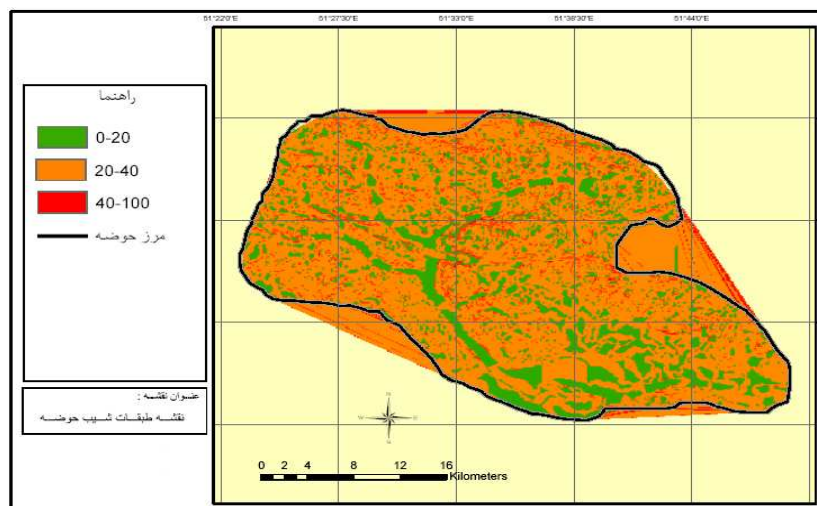 51°22'0"E 51°27'30"E 51°33'0"E 51°38'30"E 51°44'0"E
راهنما
0-20
20-40
40-100
مرز حوضه
عنوان نقشه :
نقشه طبقات شیب حوضه
N
W E
S
0 2 4 8 12 16
Kilometers